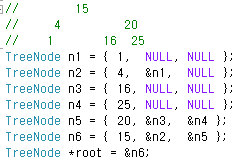 //          15
//      4        20
//     1      16  25
TreeNode n1 = { 1,  NULL, NULL };
TreeNode n2 = { 4,  &n1,  NULL };
TreeNode n3 = { 16, NULL, NULL };
TreeNode n4 = { 25, NULL, NULL };
TreeNode n5 = { 20, &n3,  &n4 };
TreeNode n6 = { 15, &n2,  &n5 };
TreeNode *root = &n6;